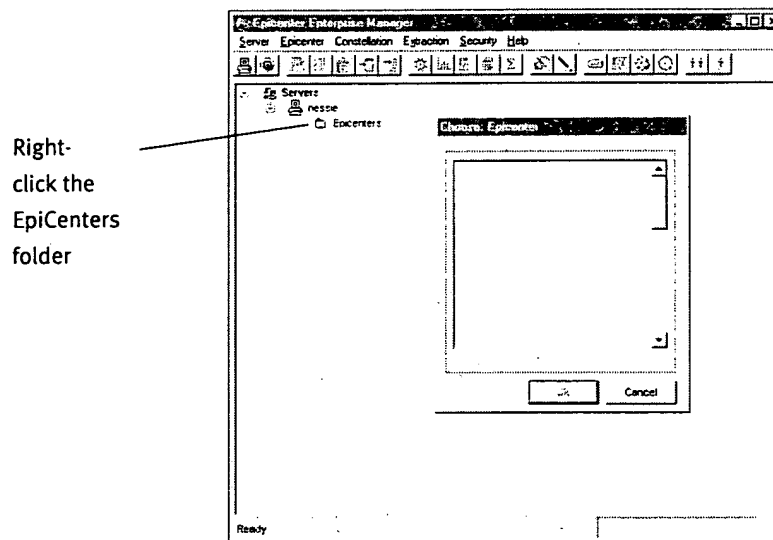 Epicenter Enterprise Manager
Server Epicenter Constellation Extraction Security Help
Servers
nessie
Epicenters
Choose Epicenter
Right-
click the
EpiCenters
folder
Cancel
Ready